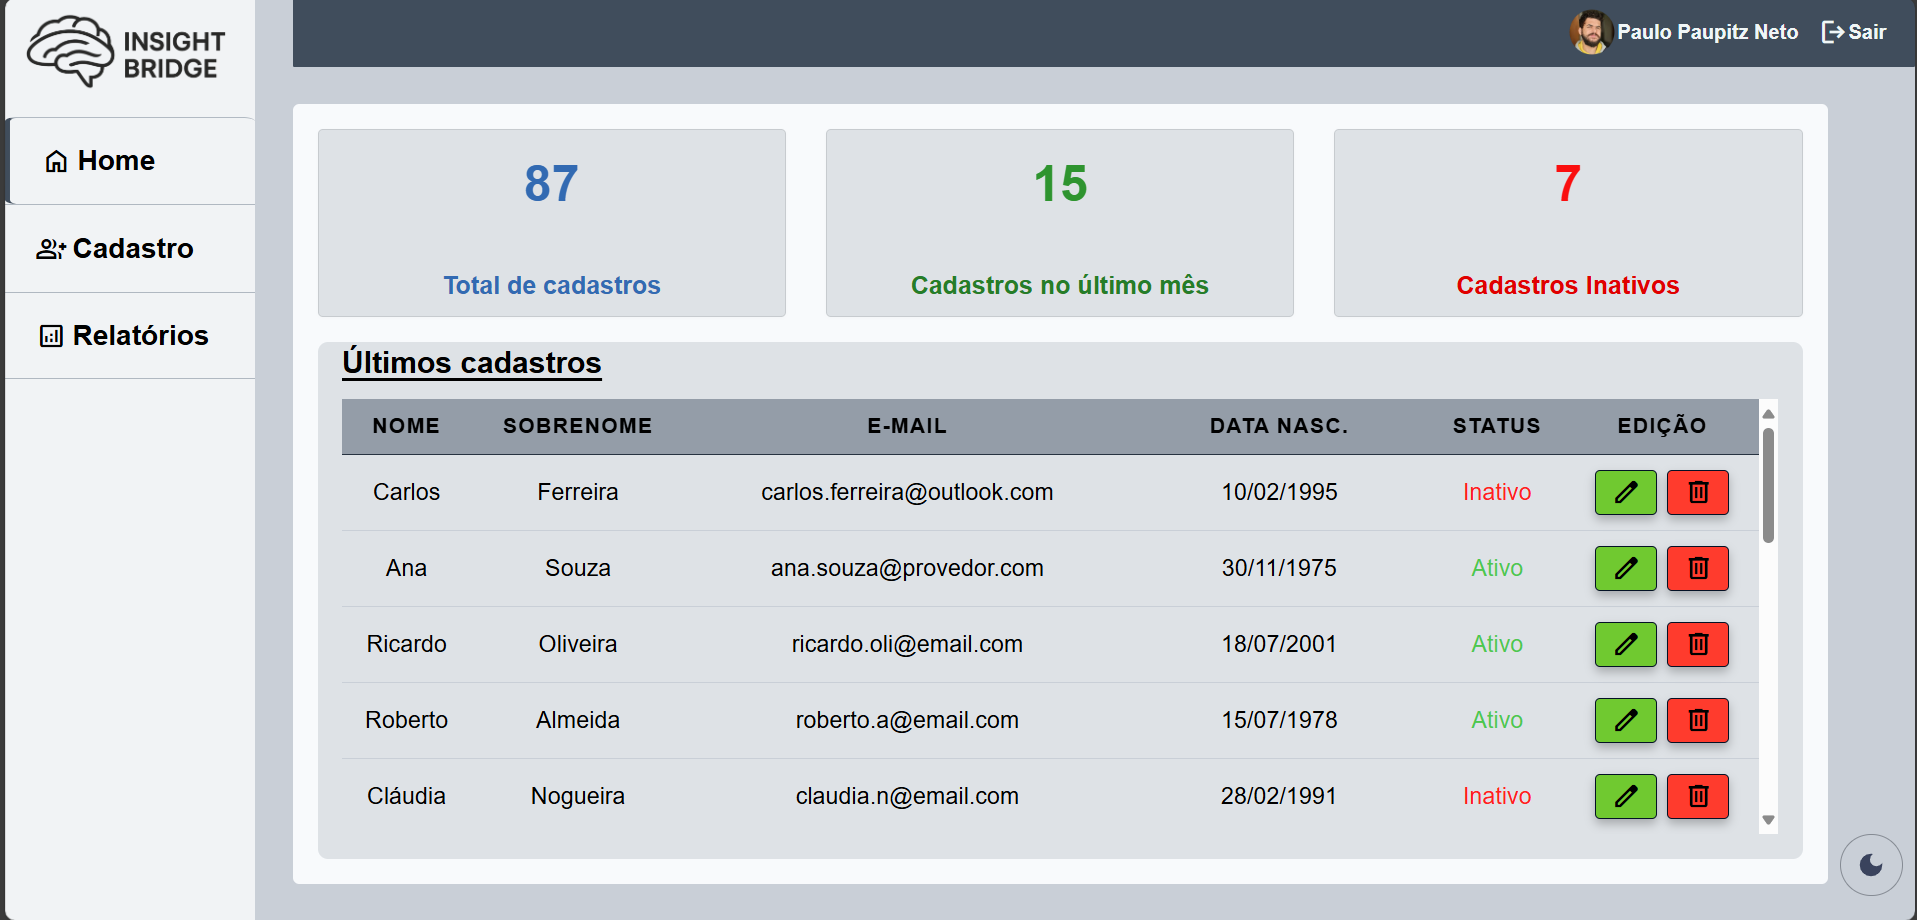 INSIGHT
BRIDGE
Paulo Paupitz Neto
Sair
Home
Cadastro
Relatórios
87
Total de cadastros
15
Cadastros no último mês
7
Cadastros Inativos
Últimos cadastros
NOME SOBRENOME E-MAIL DATA NASC. STATUS EDIÇÃO
Carlos Ferreira carlos.ferreira@outlook.com 10/02/1995 Inativo
Ana Souza ana.souza@provedor.com 30/11/1975 Ativo
Ricardo Oliveira ricardo.oli@email.com 18/07/2001 Ativo
Roberto Almeida roberto.a@email.com 15/07/1978 Ativo
Cláudia Nogueira claudia.n@email.com 28/02/1991 Inativo